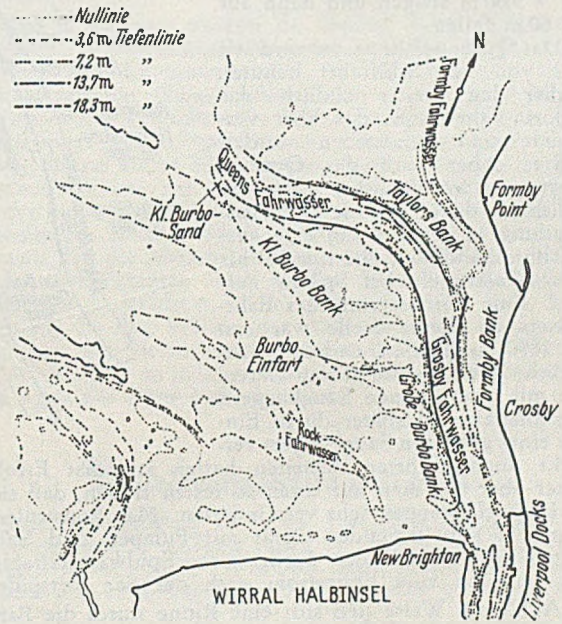 Nullinie
3,6 m Tiefenlinie
7,2 m "
13,7 m "
18,3 m "
N
Formby Fahrwasser
Formby
Point
Queens
Fahrwasser
Taylors Bank
Kl. Burbo-
Sand
Kl. Burbo Bank
Burbo
Einfart
Große
Burbo Bank
Grosby Fahrwasser
Formby Bank
Crosby
Rock
Fahrwasser
New Brighton
WIRRAL HALBINSEL
Liverpool Docks